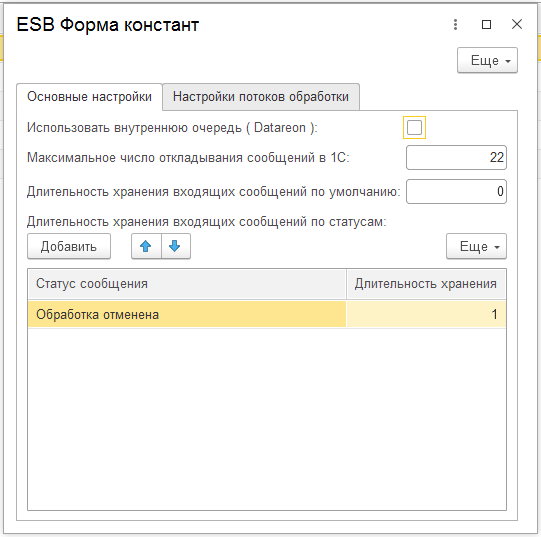 ESB Форма констант
Еще
Основные настройки Настройки потоков обработки
Использовать внутреннюю очередь ( Datareon ):
Максимальное число откладывания сообщений в 1С: 22
Длительность хранения входящих сообщений по умолчанию: 0
Длительность хранения входящих сообщений по статусам:
Добавить Еще
Статус сообщения Длительность хранения
Обработка отменена 1